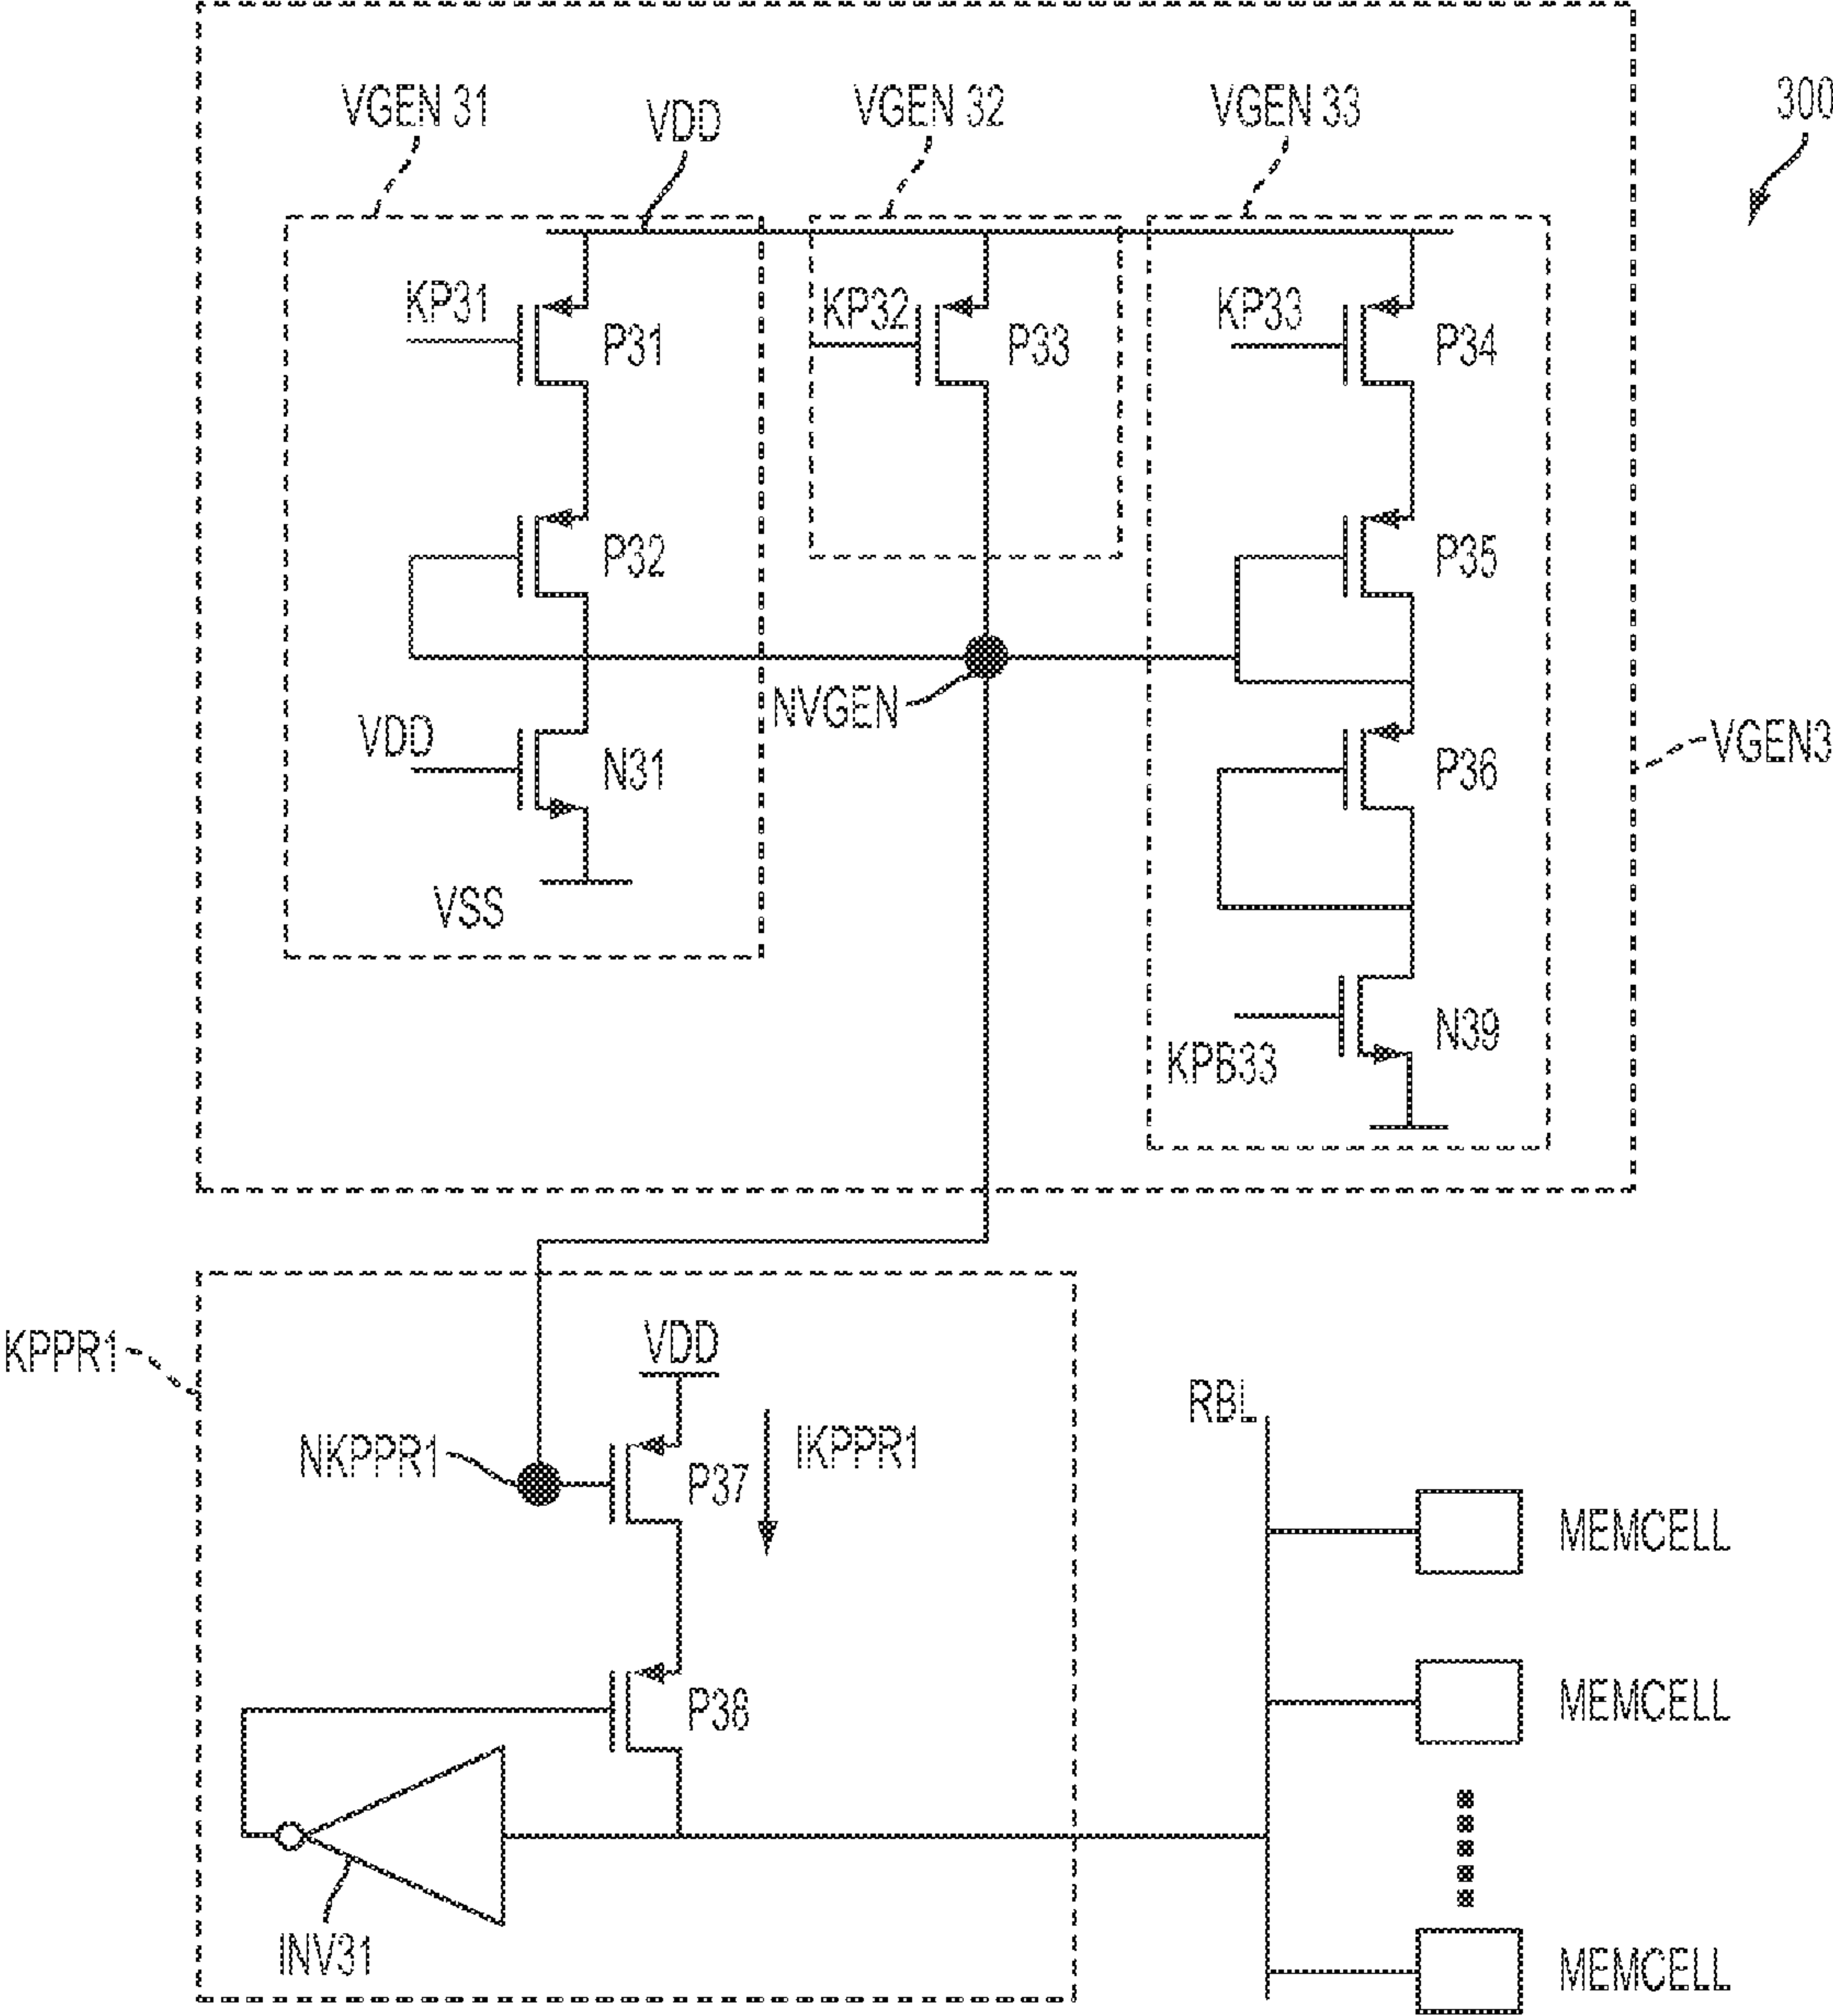 VGEN 31
VDD
VGEN 32
VGEN 33
300
KP31
P31
KP32
P33
KP33
P34
P32
P35
NVGEN
VDD
N31
P36
VGEN3
VSS
KPB33
N39
KPPR1
VDD
NKPPR1
P37
IKPPR1
RBL
MEMCELL
P38
MEMCELL
INV31
MEMCELL